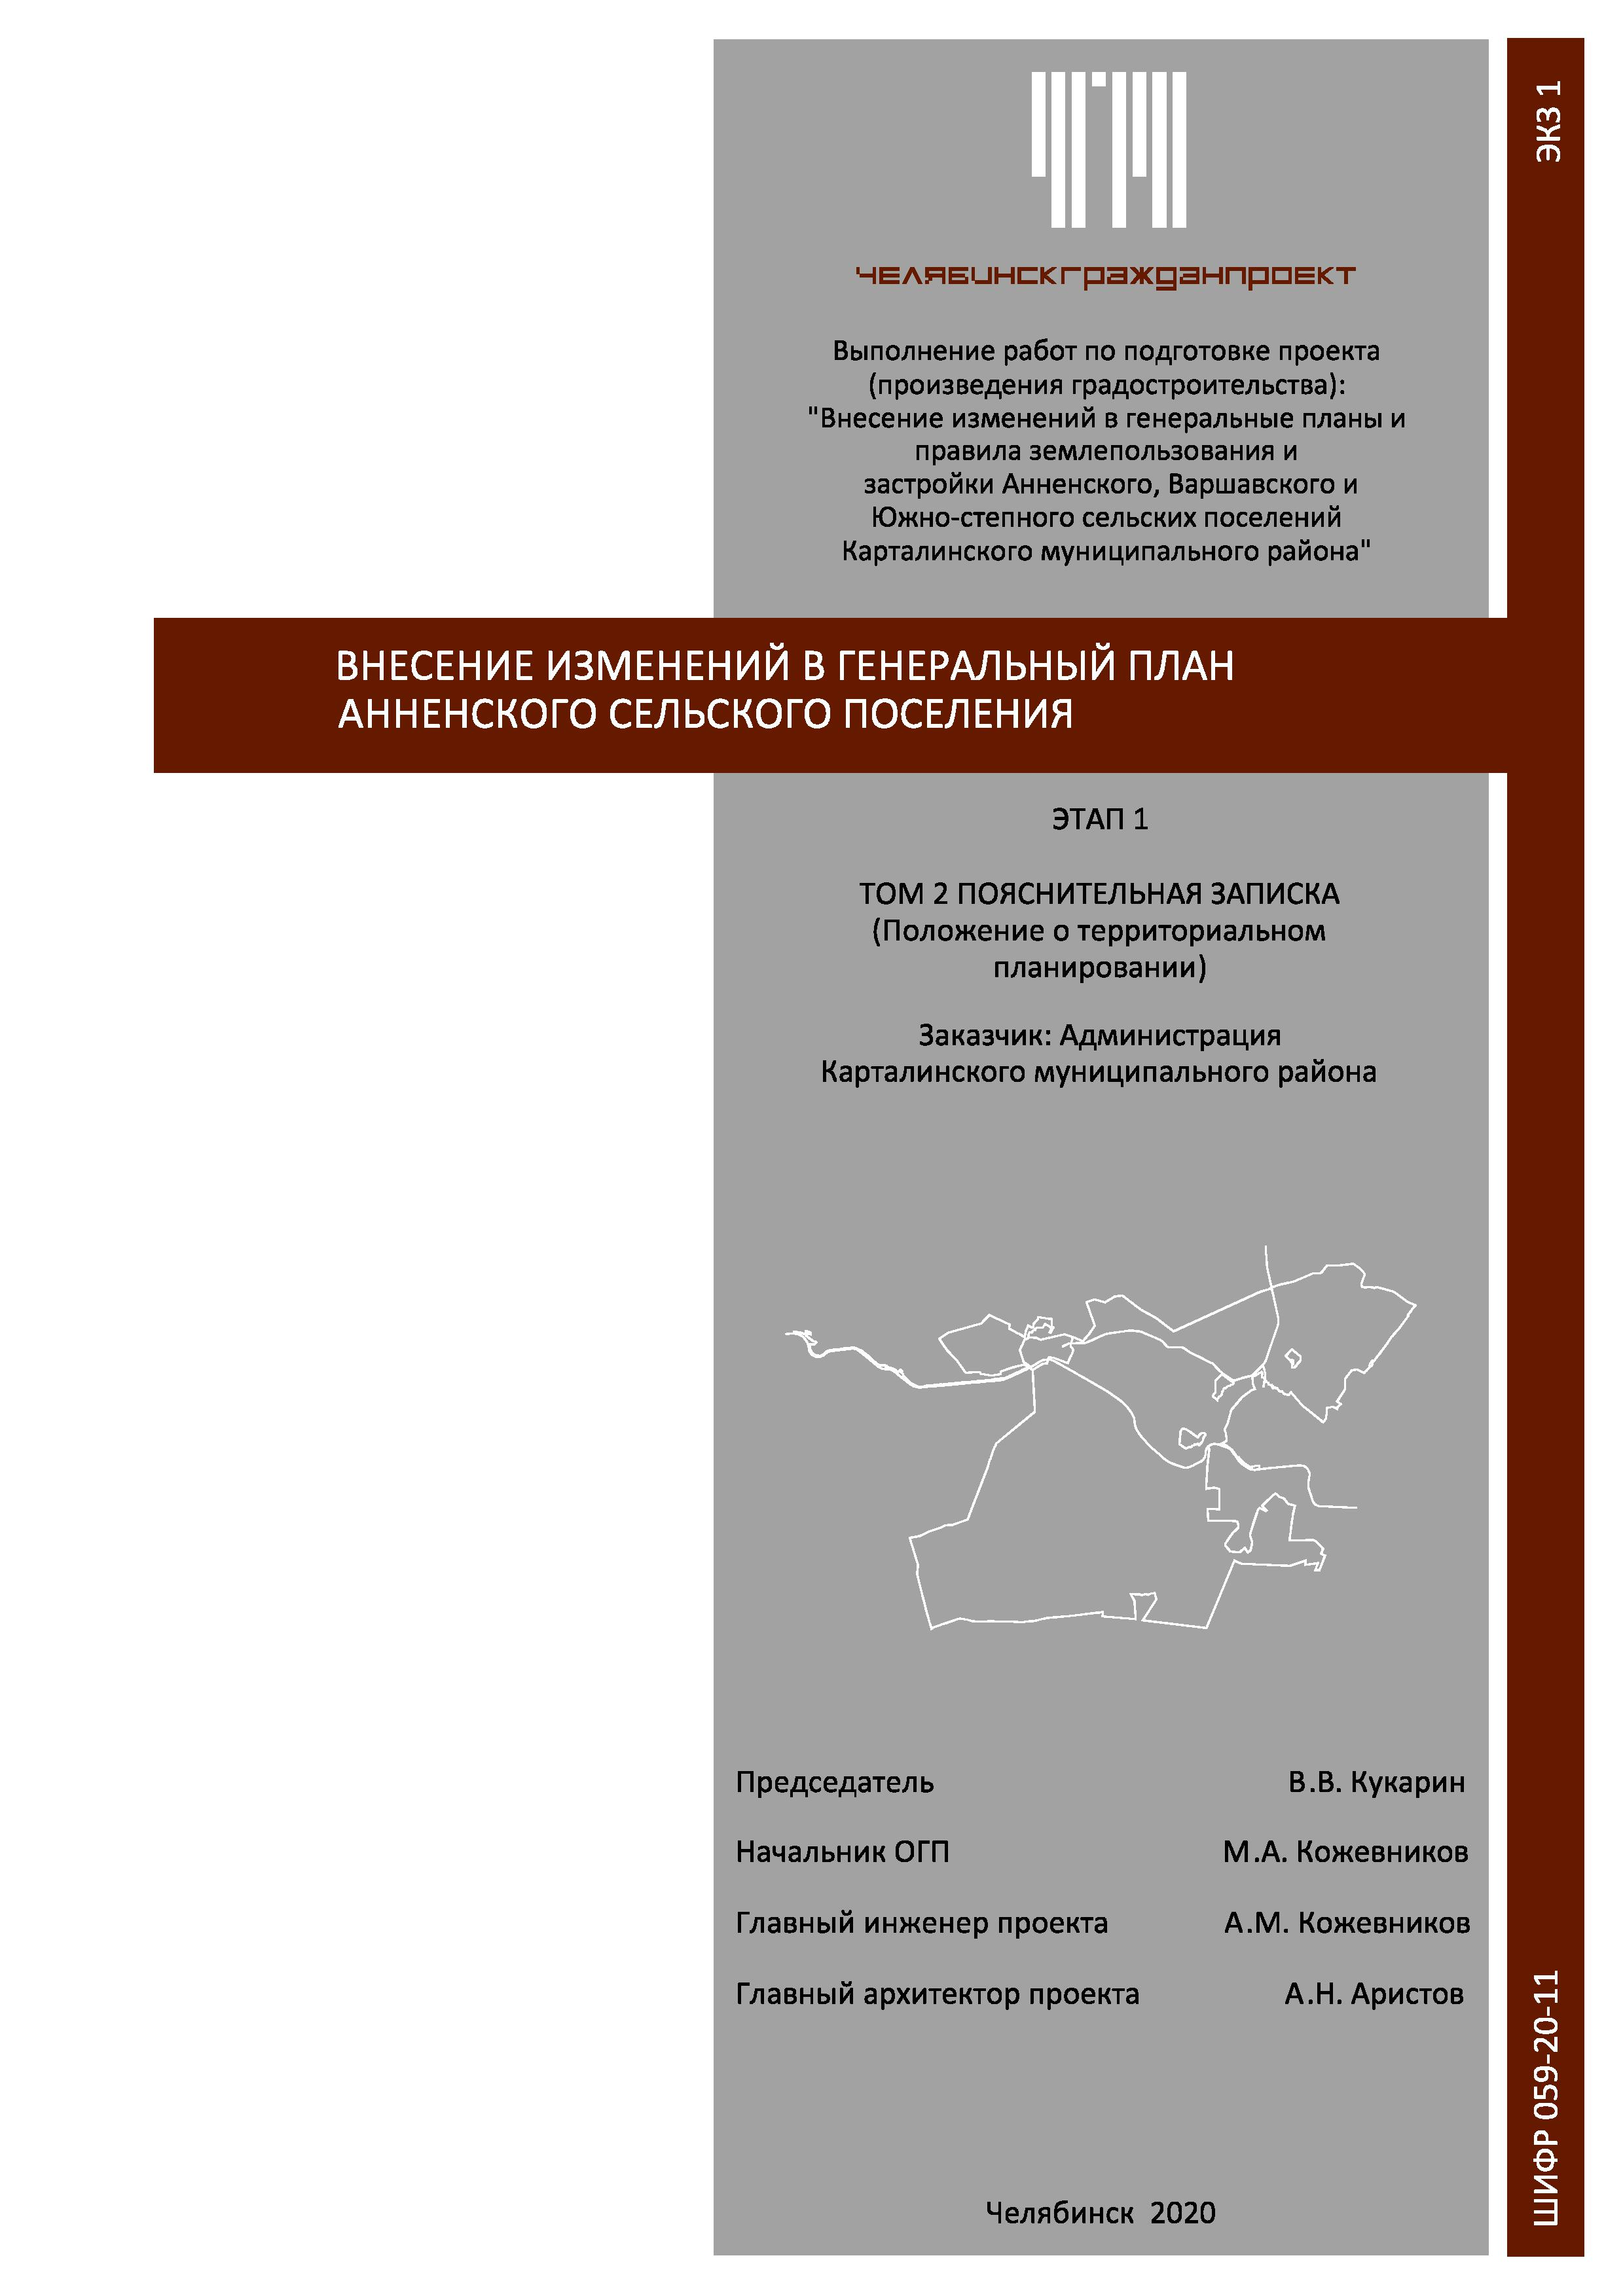 ЭКЗ 1
ЧЕЛЯБИНСКГРАЖДАНПРОЕКТ
Выполнение работ по подготовке проекта
(произведения градостроительства):
"Внесение изменений в генеральные планы и
правила землепользования и
застройки Анненского, Варшавского и
Южно-степного сельских поселений
Карталинского муниципального района"
ВНЕСЕНИЕ ИЗМЕНЕНИЙ В ГЕНЕРАЛЬНЫЙ ПЛАН
АННЕНСКОГО СЕЛЬСКОГО ПОСЕЛЕНИЯ
ЭТАП 1
ТОМ 2 ПОЯСНИТЕЛЬНАЯ ЗАПИСКА
(Положение о территориальном
планировании)
Заказчик: Администрация
Карталинского муниципального района
Председатель В.В. Кукарин
Начальник ОГП М.А. Кожевников
Главный инженер проекта А.М. Кожевников
Главный архитектор проекта А.Н. Аристов
Челябинск 2020
ШИФР 059-20-11